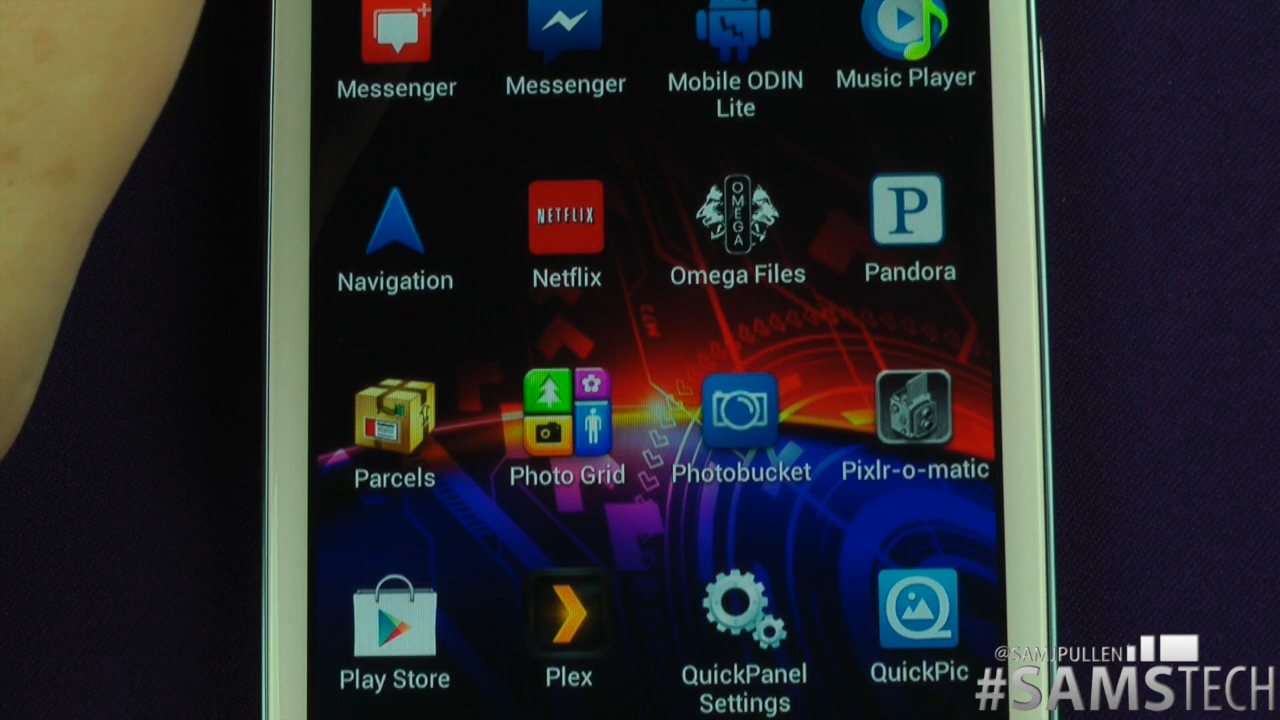 Messenger
Messenger
Mobile ODIN
Lite
Music Player
NETFLIX
OMEGA
P
Navigation
Netflix
Omega Files
Pandora
M72
Parcels
Photo Grid
Photobucket
Pixlr-o-matic
Play Store
Plex
QuickPanel
Settings
QuickPic
@SAMJPULLEN
#SAMSTECH